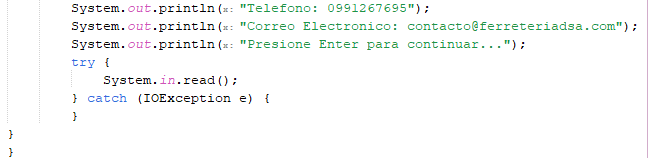 System.out.println(x: "Telefono: 0991267695");
System.out.println(x: "Correo Electronico: contacto@ferreteriadsa.com");
System.out.println(x: "Presione Enter para continuar...");
try {
System.in.read();
} catch (IOException e) {
}
}
}